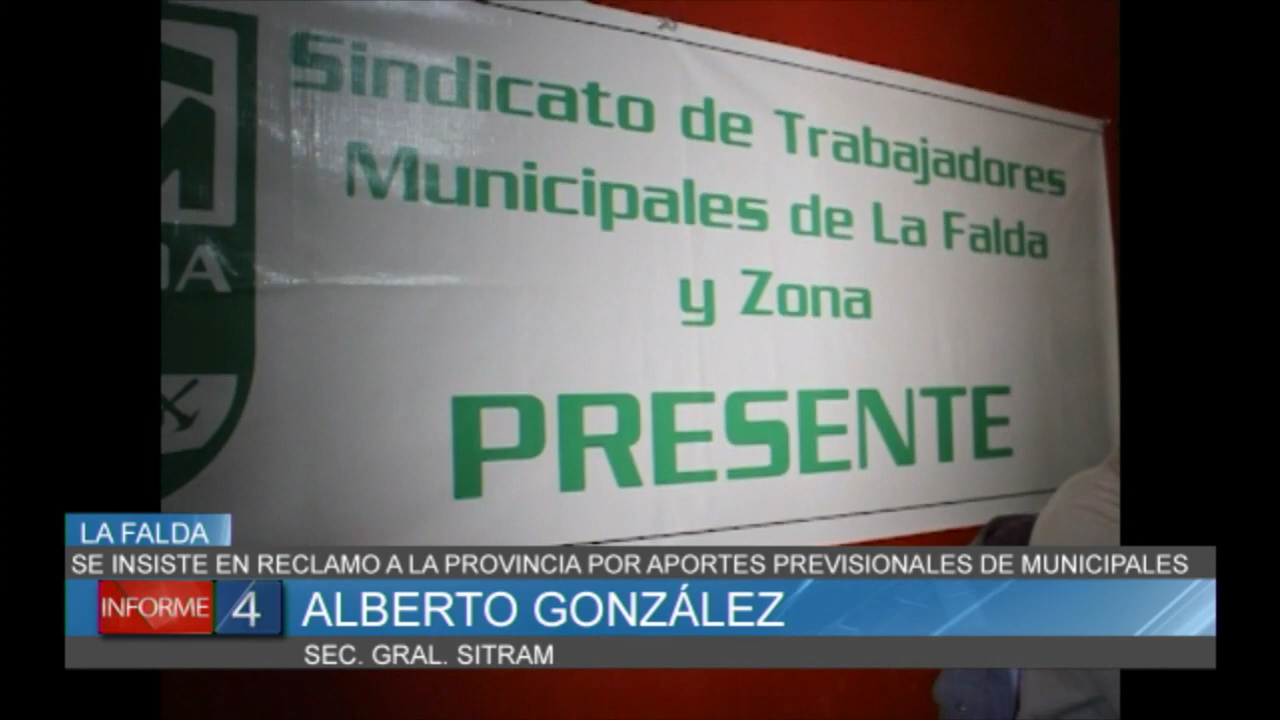 Sindicato de Trabajadores
Municipales de La Falda
y Zona
PRESENTE
LA FALDA
SE INSISTE EN RECLAMO A LA PROVINCIA POR APORTES PREVISIONALES DE MUNICIPALES
INFORME 4
ALBERTO GONZÁLEZ
SEC. GRAL. SITRAM